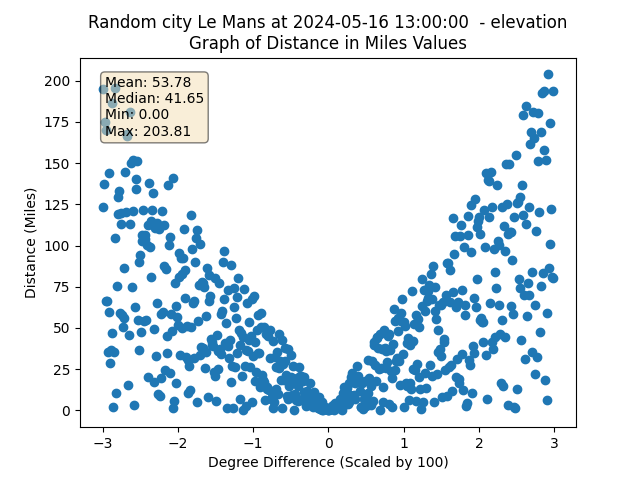 Random city Le Mans at 2024-05-16 13:00:00  - elevation
Graph of Distance in Miles Values
Mean: 53.78
Median: 41.65
Min: 0.00
Max: 203.81
200
175
150
125
100
75
50
25
0
Distance (Miles)
−3 −2 −1 0 1 2 3
Degree Difference (Scaled by 100)